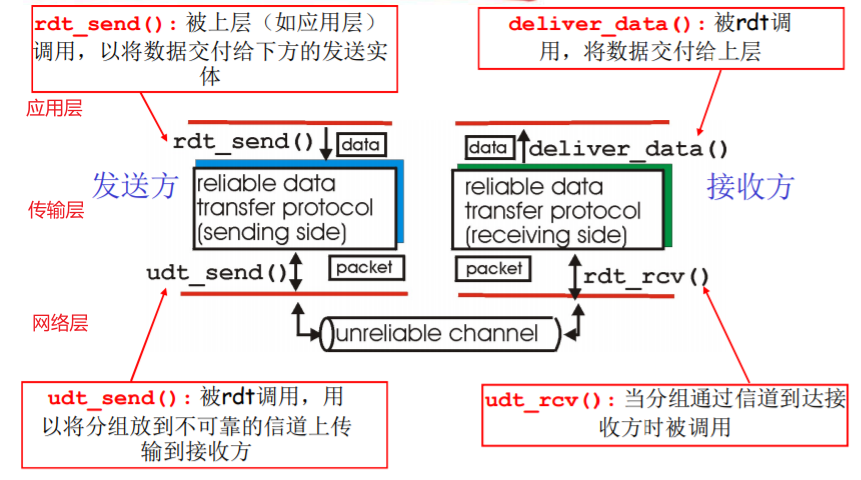 rdt_send(): 被上层（如应用层）
调用，以将数据交付给下方的发送实
体
deliver_data(): 被rdt调
用，将数据交付给上层
应用层
rdt_send()
data
data
deliver_data()
发送方
reliable data
transfer protocol
(sending side)
reliable data
transfer protocol
(receiving side)
接收方
传输层
udt_send()
packet
packet
rdt_rcv()
网络层
unreliable channel
udt_send(): 被rdt调用，用
以将分组放到不可靠的信道上传
输到接收方
udt_rcv(): 当分组通过信道到达接
收方时被调用